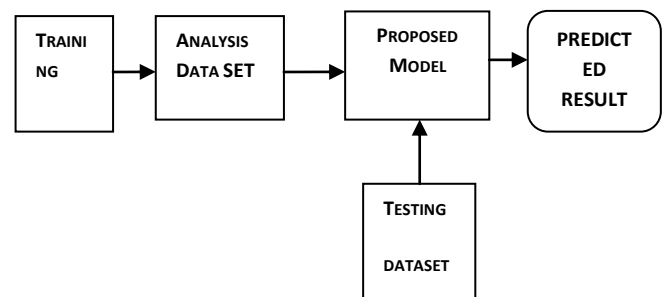 TRAINI
NG
ANALYSIS
DATA SET
PROPOSED
MODEL
PREDICT
ED
RESULT
TESTING
DATASET